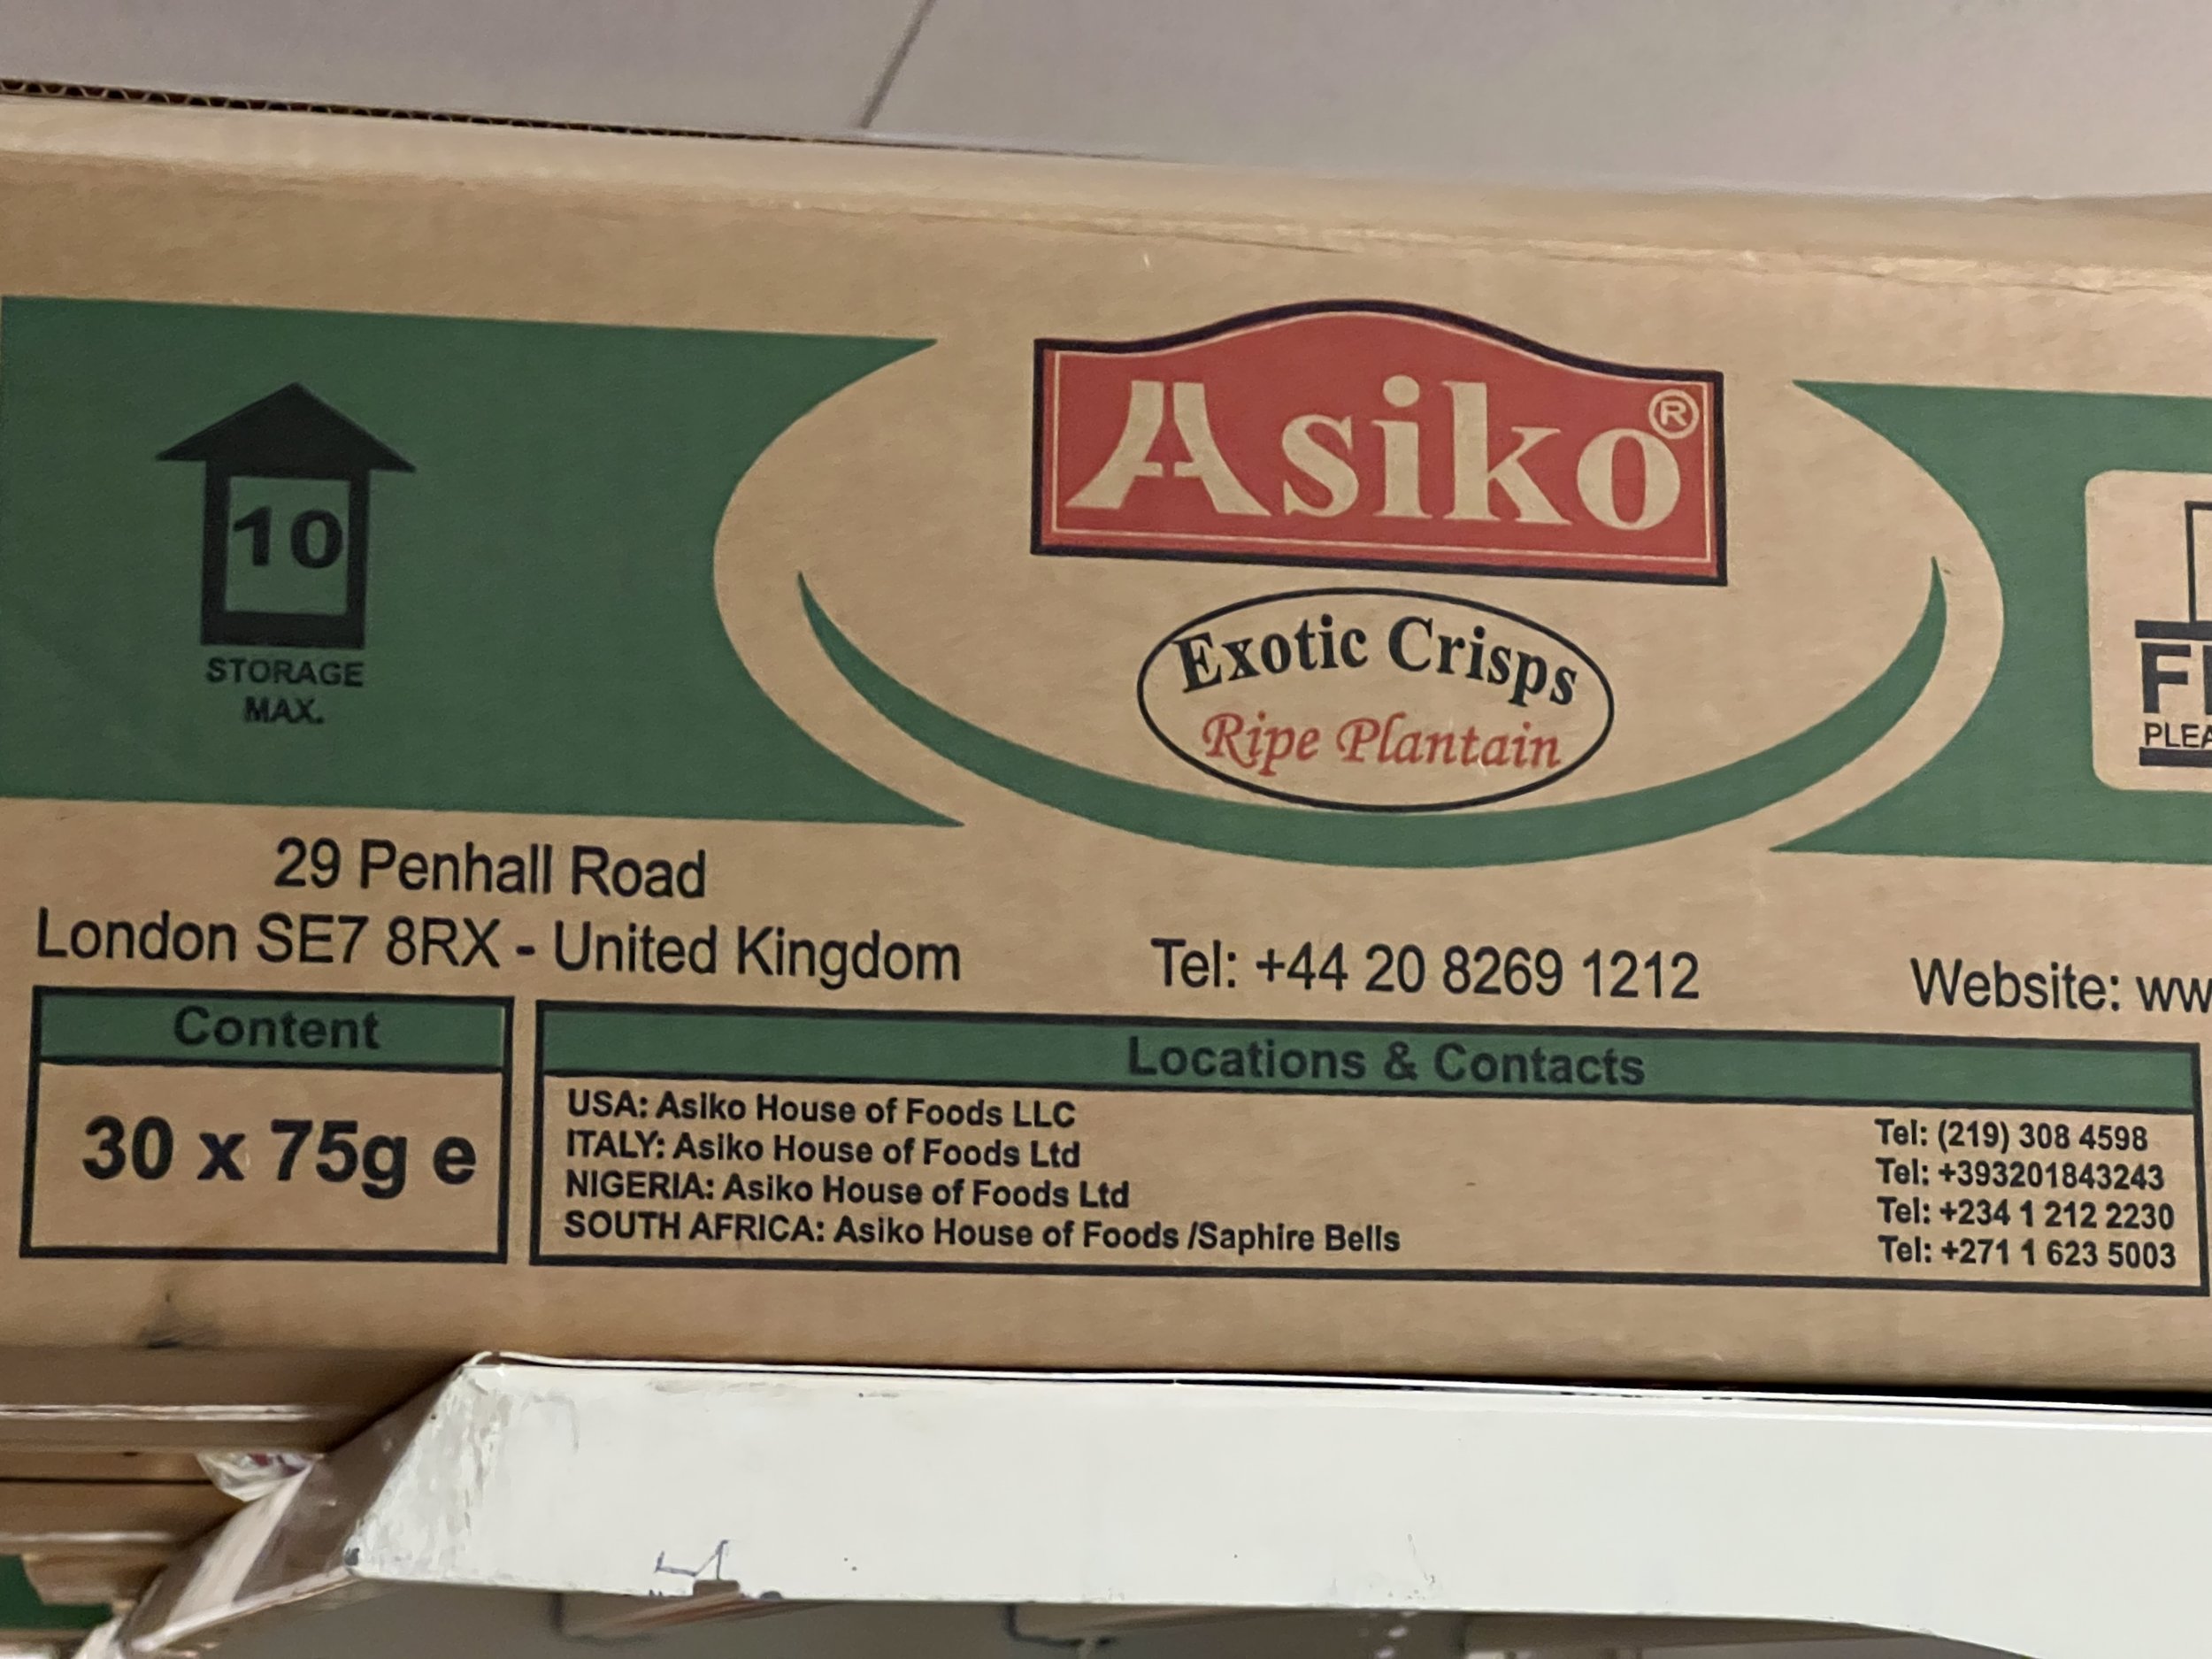 10
STORAGE
MAX.
Asiko®
Exotic Crisps
Ripe Plantain
29 Penhall Road
London SE7 8RX - United Kingdom
Tel: +44 20 8269 1212
Website:
Content
30 x 75g e
Locations & Contacts
USA: Asiko House of Foods LLC Tel: (219) 308 4598
ITALY: Asiko House of Foods Ltd Tel: +393201843243
NIGERIA: Asiko House of Foods Ltd Tel: +234 1 212 2230
SOUTH AFRICA: Asiko House of Foods /Saphire Bells Tel: +271 1 623 5003